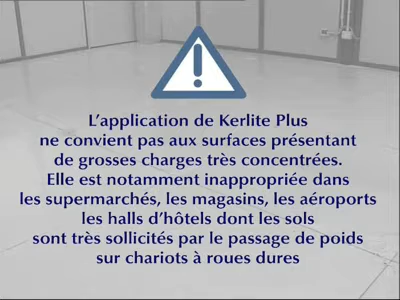 L'application de Kerlite Plus
ne convient pas aux surfaces présentant
de grosses charges très concentrées.
Elle est notamment inappropriée dans
les supermarchés, les magasins, les aéroports
les halls d'hôtels dont les sols
sont très sollicités par le passage de poids
sur chariots à roues dures